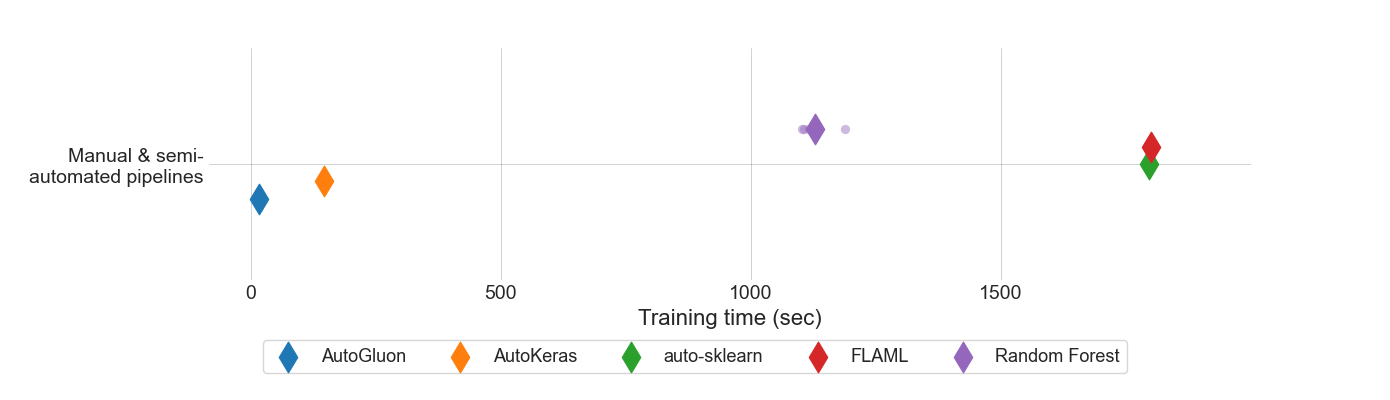 Manual & semi-
automated pipelines
0 500 1000 1500
Training time (sec)
AutoGluon AutoKeras auto-sklearn FLAML Random Forest